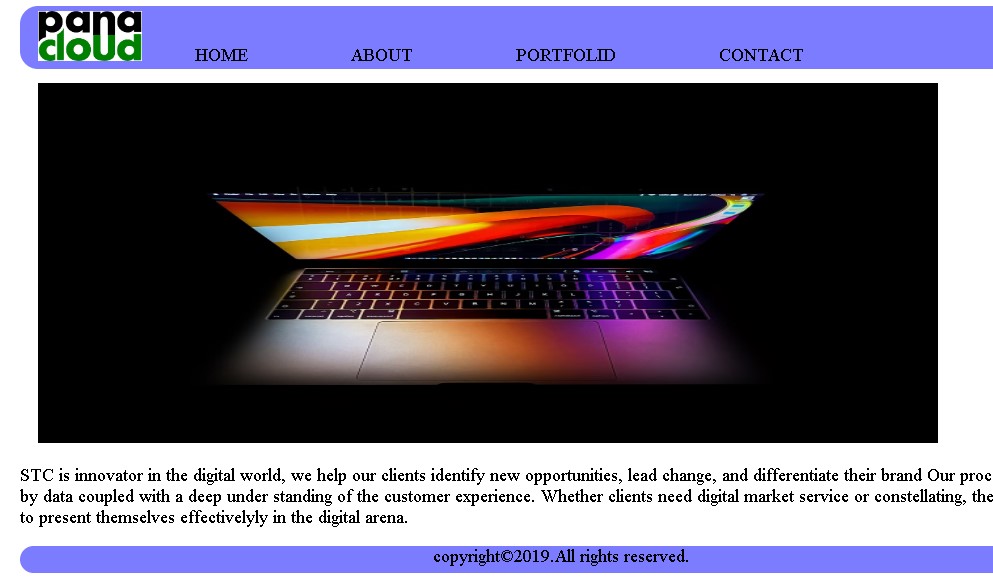 pana
cloud
HOME ABOUT PORTFOLID CONTACT
STC is innovator in the digital world, we help our clients identify new opportunities, lead change, and differentiate their brand Our proc
by data coupled with a deep under standing of the customer experience. Whether clients need digital market service or constellating, the
to present themselves effectivelyly in the digital arena.
copyright©2019.All rights reserved.